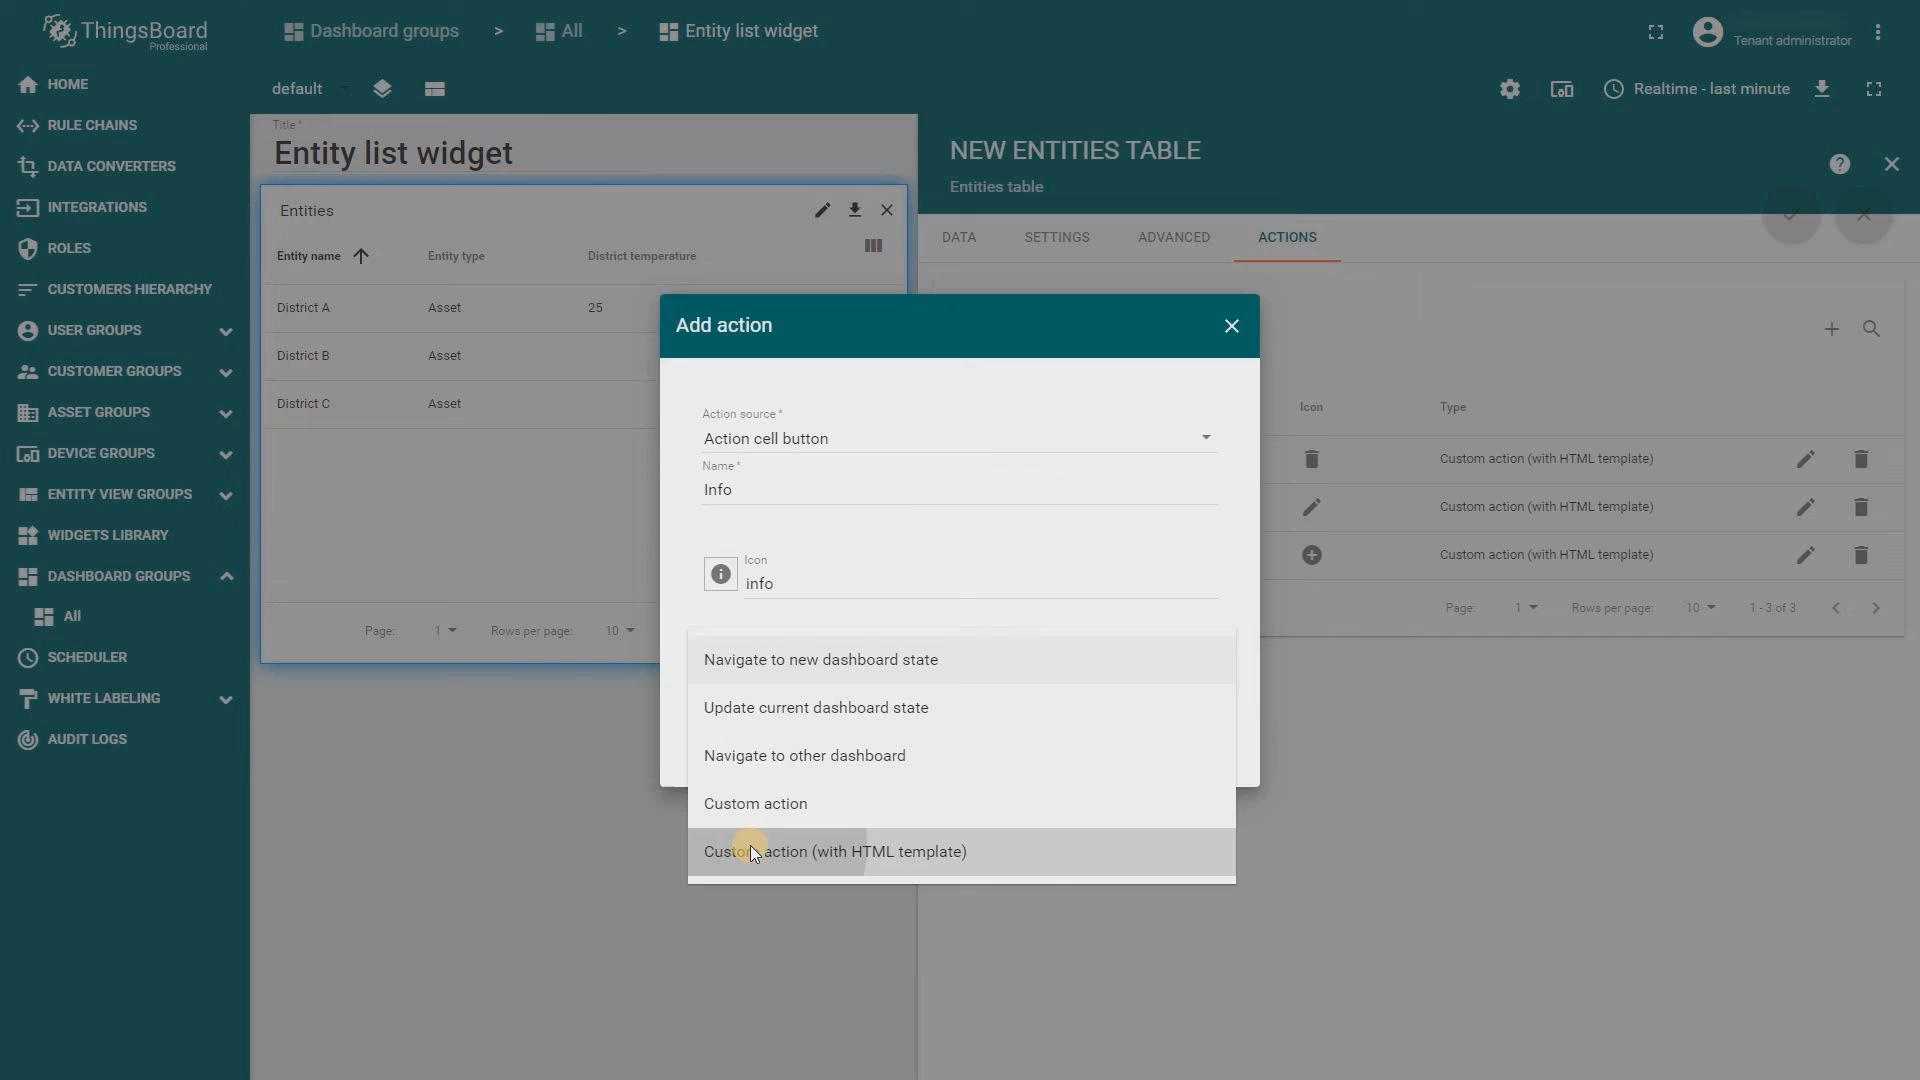 ThingsBoard
Professional
Dashboard groups > All > Entity list widget
Tenant administrator
HOME
RULE CHAINS
DATA CONVERTERS
INTEGRATIONS
ROLES
CUSTOMERS HIERARCHY
USER GROUPS
CUSTOMER GROUPS
ASSET GROUPS
DEVICE GROUPS
ENTITY VIEW GROUPS
WIDGETS LIBRARY
DASHBOARD GROUPS
All
SCHEDULER
WHITE LABELING
AUDIT LOGS
default
Realtime - last minute
Title *
Entity list widget
Entities
Entity name Entity type District temperature
District A Asset 25
District B Asset
District C Asset
Page: 1 Rows per page: 10
NEW ENTITIES TABLE
Entities table
DATA SETTINGS ADVANCED ACTIONS
Icon Type
Custom action (with HTML template)
Custom action (with HTML template)
Custom action (with HTML template)
Page: 1 Rows per page: 10 1 - 3 of 3
Add action
Action source *
Action cell button
Name *
Info
Icon
info
Navigate to new dashboard state
Update current dashboard state
Navigate to other dashboard
Custom action
Custom action (with HTML template)